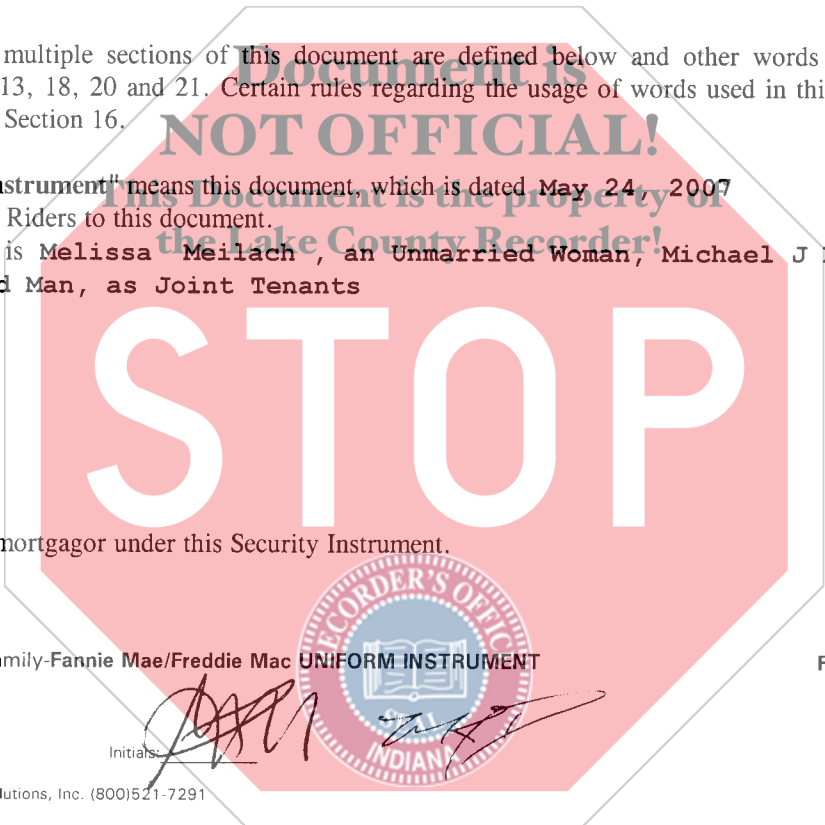 multiple sections of this document are defined below and other words
13, 18, 20 and 21. Certain rules regarding the usage of words used in thi
Section 16.
Document is
NOT OFFICIAL!
This Document is the property of
the Lake County Recorder!
strument" means this document, which is dated May 24, 2007
Riders to this document.
is Melissa Meilach , an Unmarried Woman, Michael J
d Man, as Joint Tenants
STOP
mortgagor under this Security Instrument.
RECORDER'S OFFICE
SEAL
INDIANA
mily-Fannie Mae/Freddie Mac UNIFORM INSTRUMENT
Initials:
lutions, Inc. (800)521-7291